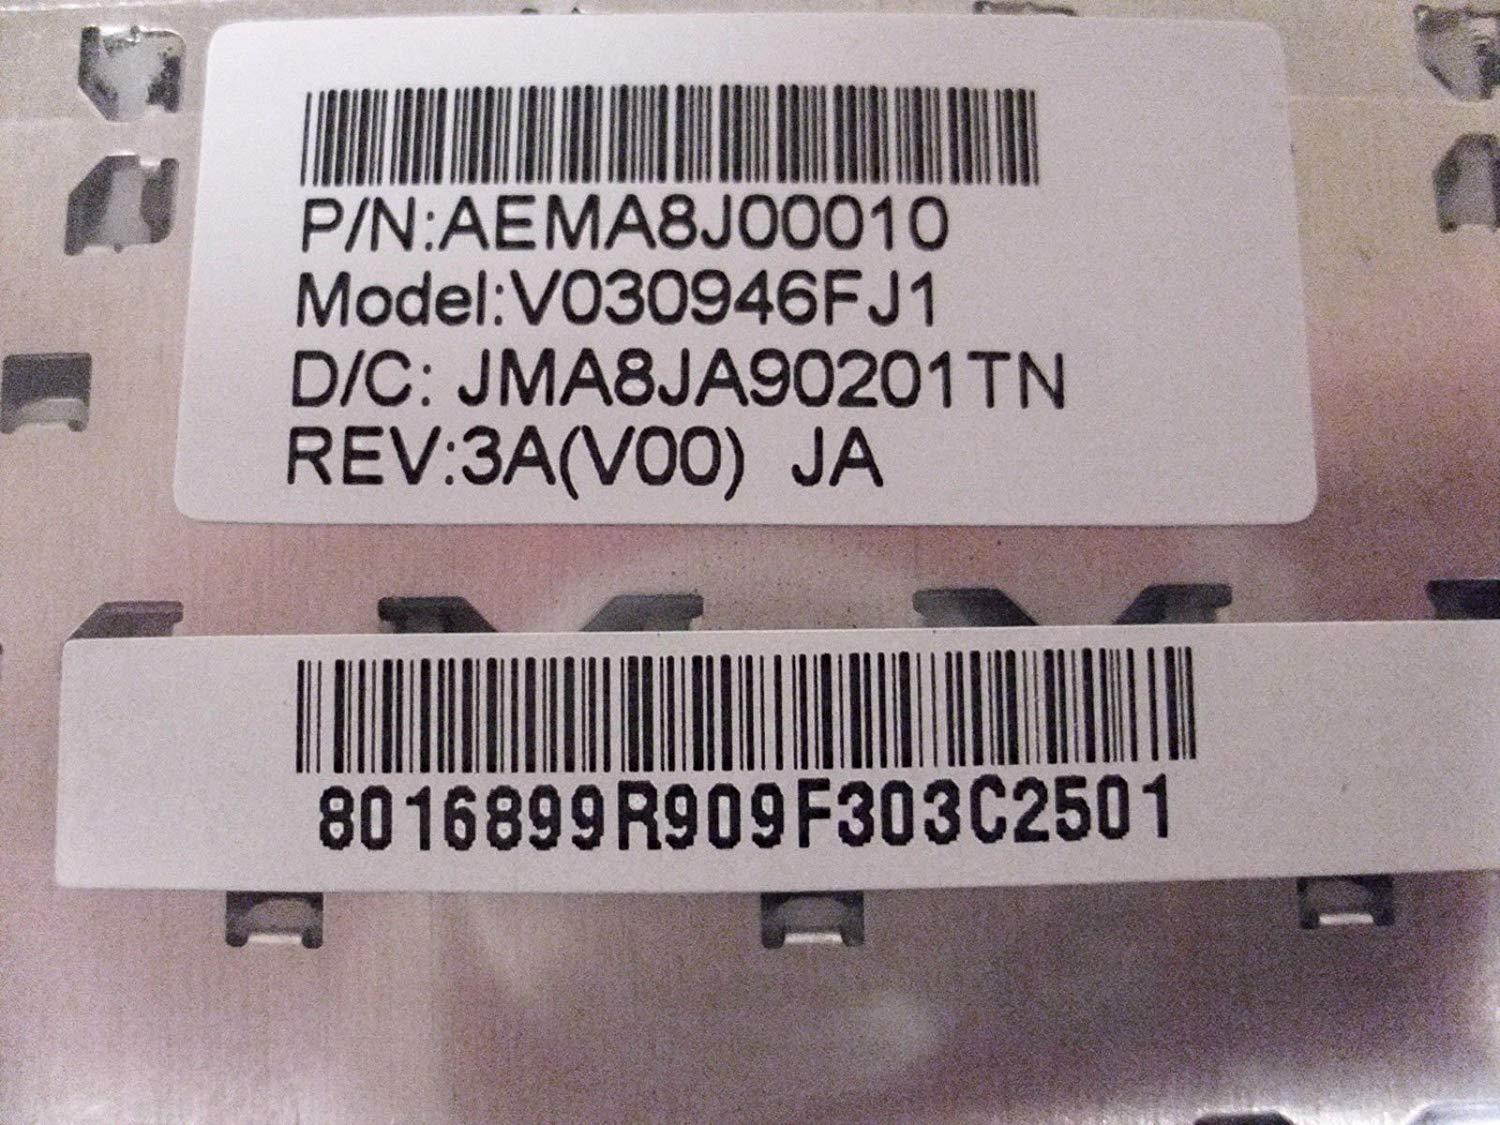 P/N:AEMA8J00010
Model:V030946FJ1
D/C: JMA8JA90201TN
REV:3A(V00) JA
8016899R909F303C2501